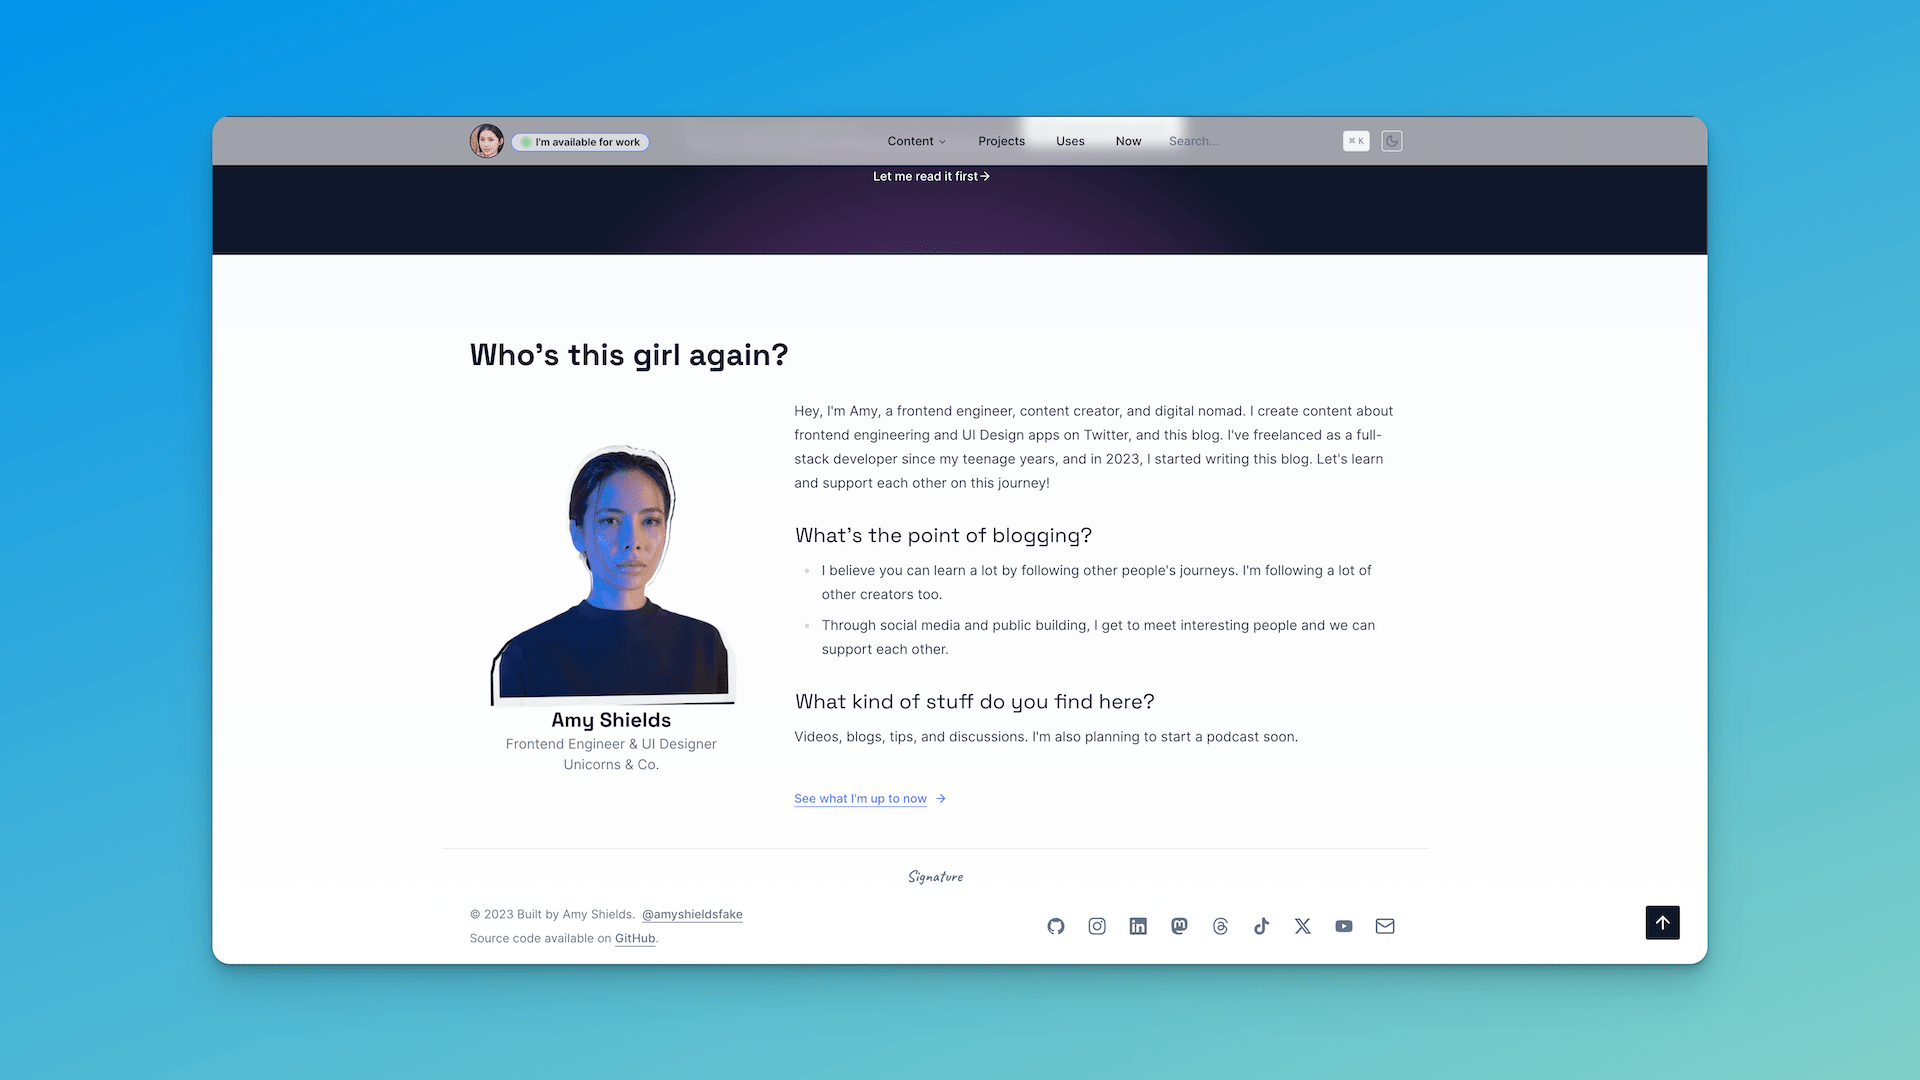 I'm available for work
Content
Projects
Uses
Now
Search...
⌘ K
Let me read it first→
Who's this girl again?
Hey, I'm Amy, a frontend engineer, content creator, and digital nomad. I create content about
frontend engineering and UI Design apps on Twitter, and this blog. I've freelanced as a full-
stack developer since my teenage years, and in 2023, I started writing this blog. Let's learn
and support each other on this journey!
What's the point of blogging?
I believe you can learn a lot by following other people's journeys. I'm following a lot of
other creators too.
Through social media and public building, I get to meet interesting people and we can
support each other.
What kind of stuff do you find here?
Videos, blogs, tips, and discussions. I'm also planning to start a podcast soon.
See what I'm up to now →
Amy Shields
Frontend Engineer & UI Designer
Unicorns & Co.
Signature
© 2023 Built by Amy Shields. @amyshieldsfake
Source code available on GitHub.